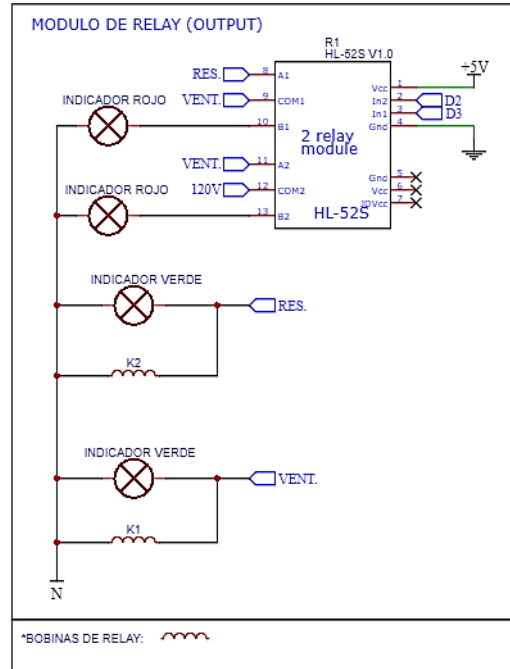 MODULO DE RELAY (OUTPUT)
R1
HL-52S V1.0
RES. 8 A1
VENT. 9 COM1
INDICADOR ROJO
10 B1
VENT. 11 A2
120V 12 COM2
INDICADOR ROJO
13 B2
2 relay
module
HL-52S
Vcc 1 +5V
In2 2 D2
In1 3 D3
Gnd 4
Gnd 5
Vcc 6
JDVcc 7
INDICADOR VERDE
RES.
K2
INDICADOR VERDE
VENT.
K1
N
*BOBINAS DE RELAY: